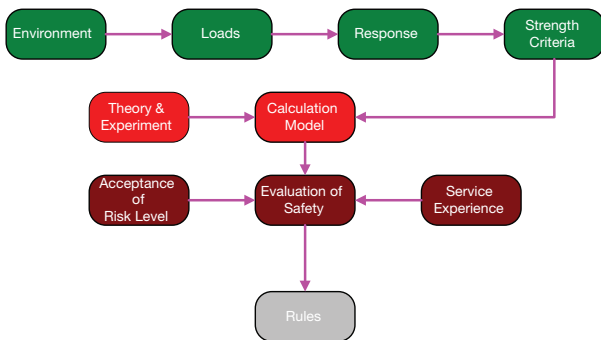 Environment
Loads
Response
Strength
Criteria
Theory &
Experiment
Calculation
Model
Acceptance
of
Risk Level
Evaluation of
Safety
Service
Experience
Rules